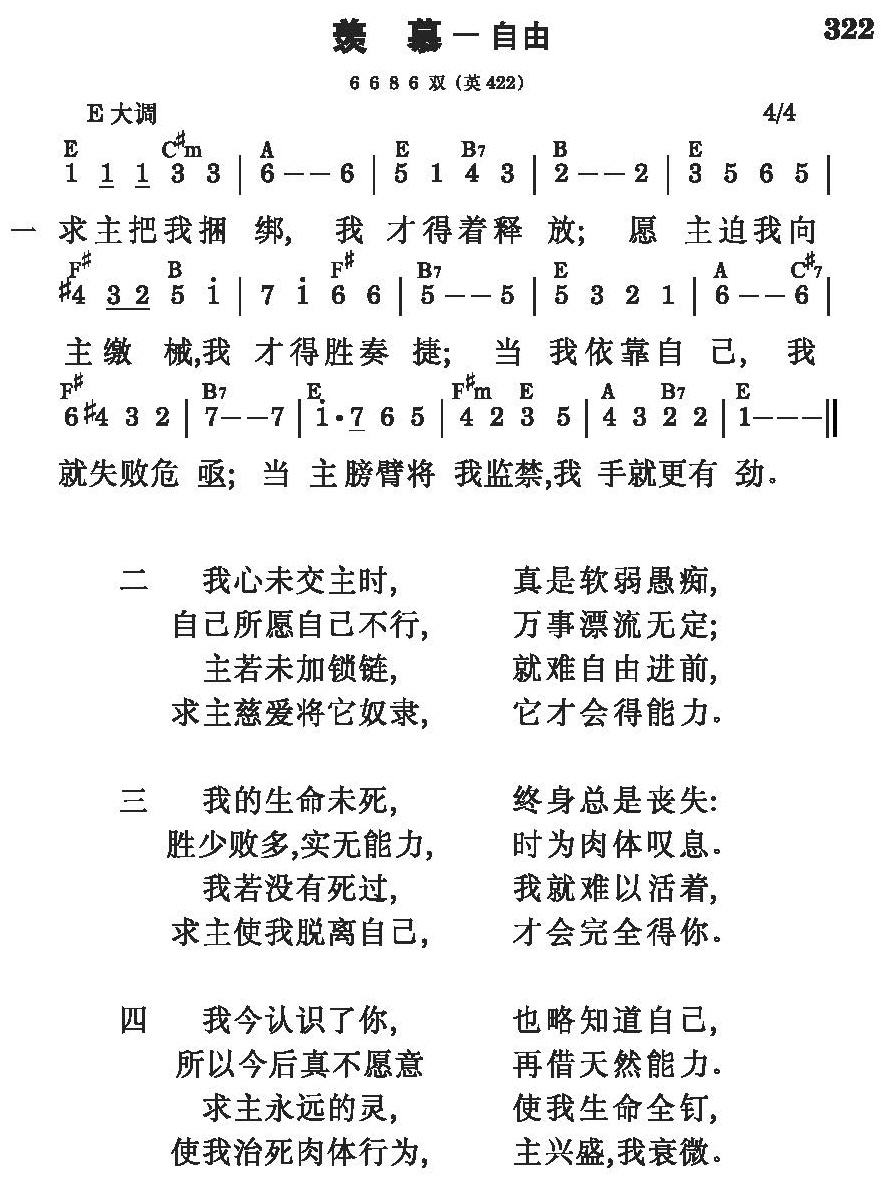 羡 慕 — 自由 322
6 6 8 6 双 (英 422)
E 大调 4/4
E C♯m A E B7 B E
1 1 1 3 3 | 6 – – 6 | 5 1 4 3 | 2 – – 2 | 3 5 6 5 |
一 求主把我捆 绑, 我 才得着释 放; 愿 主迫我向
F♯ B F♯ B7 E A C♯7
♯4 3 2 5 i | 7 i 6 6 | 5 – – 5 | 5 3 2 1 | 6 – – 6 |
主缴 械,我 才得胜奏 捷; 当 我依靠自 己, 我
F♯ B7 E F♯m E A B7 E
6 ♯4 3 2 | 7 – – 7 | i · 7 6 5 | 4 2 3 5 | 4 3 2 2 | 1 – – – ‖
就失败危 亟; 当 主膀臂将 我监禁,我 手就更有 劲。
二 我心未交主时, 真是软弱愚痴,
自己所愿自己不行, 万事漂流无定;
主若未加锁链, 就难自由进前,
求主慈爱将它奴隶, 它才会得能力。
三 我的生命未死, 终身总是丧失:
胜少败多,实无能力, 时为肉体叹息。
我若没有死过, 我就难以活着,
求主使我脱离自己, 才会完全得你。
四 我今认识了你, 也略知道自己,
所以今后真不愿意 再借天然能力。
求主永远的灵, 使我生命全钉,
使我治死肉体行为, 主兴盛,我衰微。